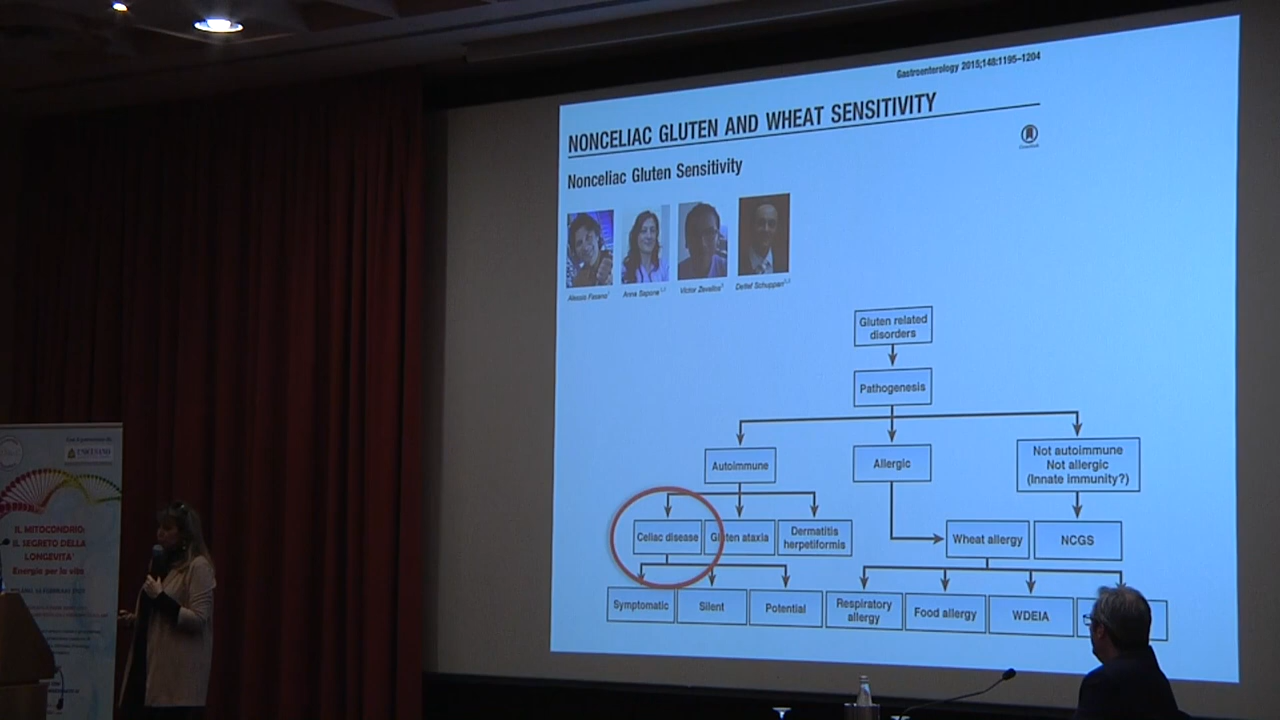 Gastroenterology 2015;148:1195–1204
NONCELIAC GLUTEN AND WHEAT SENSITIVITY
Nonceliac Gluten Sensitivity
Alessio Fasano
Anna Sapone
Victor Zevallos
Detlef Schuppan
Gluten related
disorders
Pathogenesis
Autoimmune
Allergic
Not autoimmune
Not allergic
(Innate immunity?)
Celiac disease
Gluten ataxia
Dermatitis
herpetiformis
Wheat allergy
NCGS
Symptomatic
Silent
Potential
Respiratory
allergy
Food allergy
WDEIA
UNICUSANO
IL MITOCONDRIO:
IL SEGRETO DELLA
LONGEVITA'
Energia per la vita